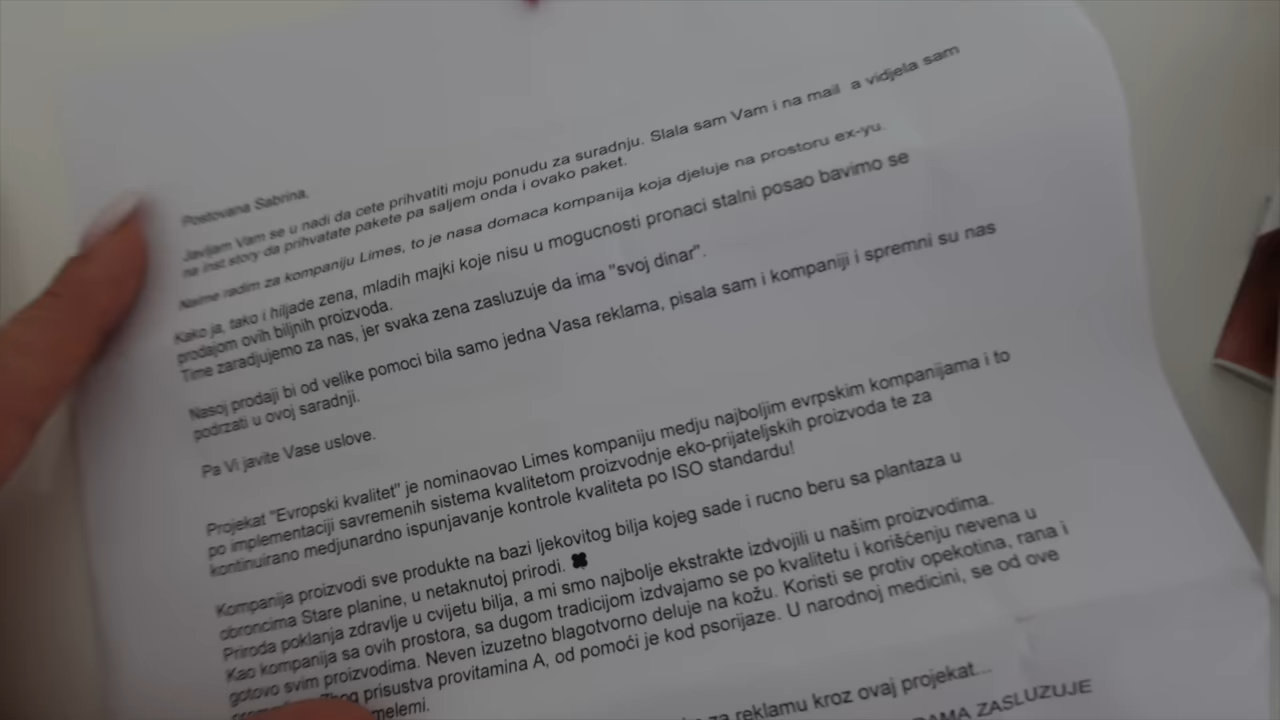 Postovana Sabrina,
Javljam Vam se u nadi da cete prihvatiti moju ponudu za suradnju. Slala sam Vam i na mail a vidjela sam
na inst story da prihvatate pakete pa saljem onda i ovako paket.
Naime radim za kompaniju Limes, to je nasa domaca kompanija koja djeluje na prostoru ex-yu.
Kako ja, tako i hiljade zena, mladih majki koje nisu u mogucnosti pronaci stalni posao bavimo se
prodajom ovih biljnih proizvoda.
Time zaradjujemo za nas, jer svaka zena zasluzuje da ima "svoj dinar".
Nasoj prodaji bi od velike pomoci bila samo jedna Vasa reklama, pisala sam i kompaniji i spremni su nas
podrzati u ovoj saradnji.
Pa Vi javite Vase uslove.
Projekat "Evropski kvalitet" je nominaovao Limes kompaniju medju najboljim evrpskim kompanijama i to
po implementaciji savremenih sistema kvalitetom proizvodnje eko-prijateljskih proizvoda te za
kontinuirano medjunardno ispunjavanje kontrole kvaliteta po ISO standardu!
Kompanija proizvodi sve produkte na bazi ljekovitog bilja kojeg sade i rucno beru sa plantaza u
obroncima Stare planine, u netaknutoj prirodi.
Priroda poklanja zdravlje u cvijetu bilja, a mi smo najbolje ekstrakte izdvojili u našim proizvodima.
Kao kompanija sa ovih prostora, sa dugom tradicijom izdvajamo se po kvalitetu i korišćenju nevena u
gotovo svim proizvodima. Neven izuzetno blagotvorno deluje na kožu. Koristi se protiv opekotina, rana i
prisustva provitamina A, od pomoći je kod psorijaze. U narodnoj medicini, se od ove
melemi.
za reklamu kroz ovaj projekat...
ZASLUZUJE